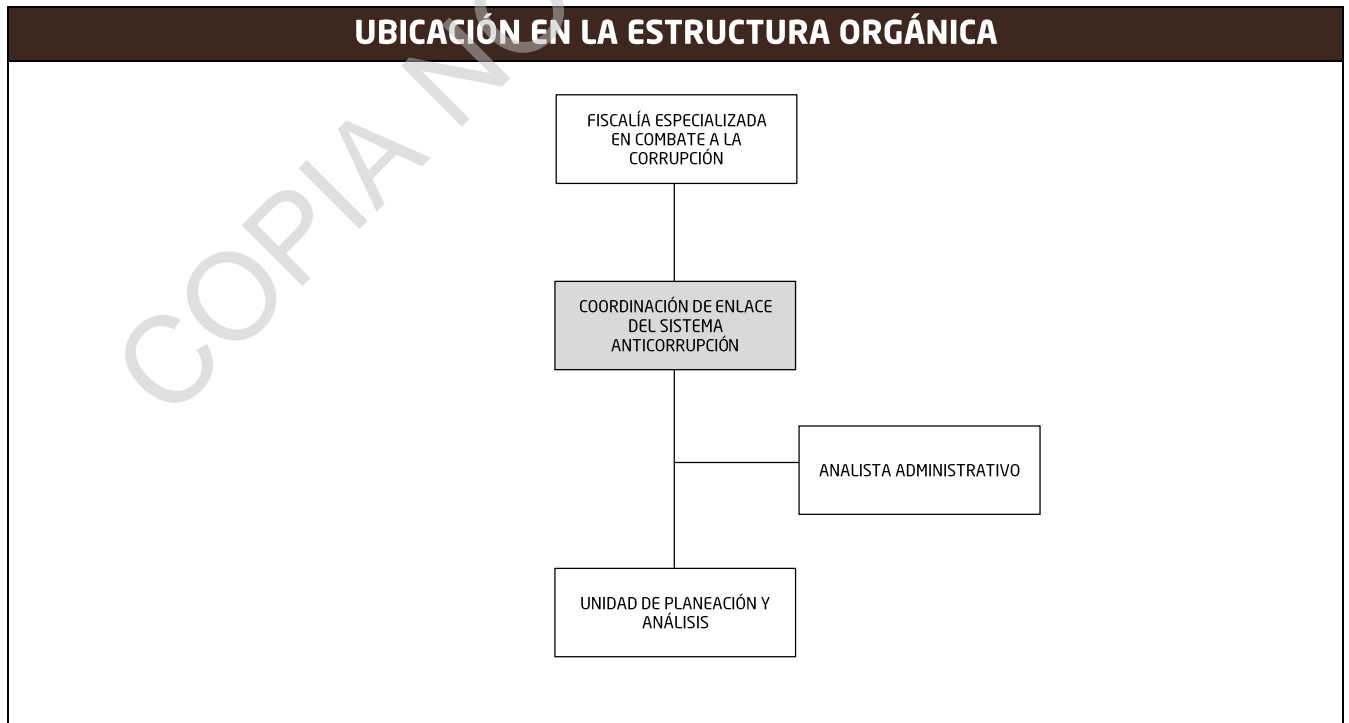 UBICACIÓN EN LA ESTRUCTURA ORGÁNICA
FISCALÍA ESPECIALIZADA
EN COMBATE A LA
CORRUPCIÓN
COORDINACIÓN DE ENLACE
DEL SISTEMA
ANTICORRUPCIÓN
ANALISTA ADMINISTRATIVO
UNIDAD DE PLANEACIÓN Y
ANÁLISIS
COPIA NO